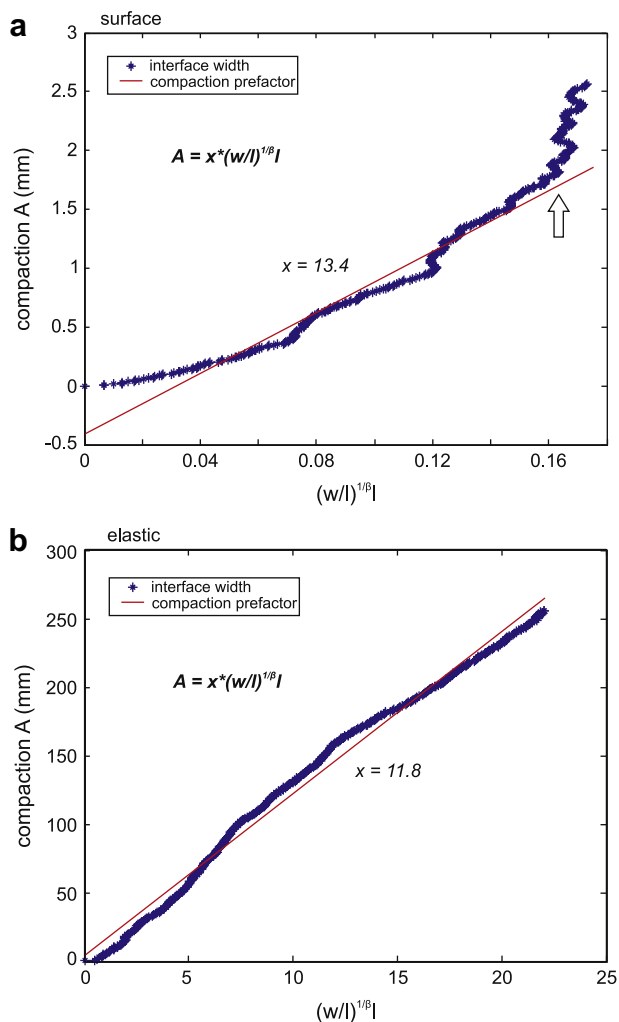 a
surface
3
2.5
2
1.5
1
0.5
0
-0.5
compaction A (mm)
interface width
compaction prefactor
A = x*(w/l)^{1/β}l
x = 13.4
0 0.04 0.08 0.12 0.16
(w/l)^{1/β}l
b
elastic
300
250
200
150
100
50
0
compaction A (mm)
interface width
compaction prefactor
A = x*(w/l)^{1/β}l
x = 11.8
0 5 10 15 20 25
(w/l)^{1/β}l